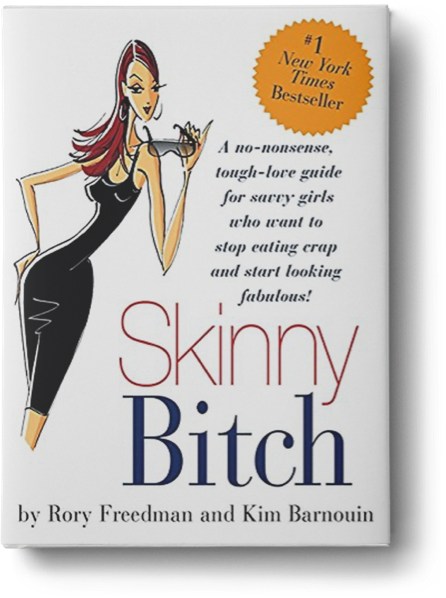 #1
New York
Times
Bestseller
A no-nonsense,
tough-love guide
for savvy girls
who want to
stop eating crap
and start looking
fabulous!
Skinny
Bitch
by Rory Freedman and Kim Barnouin